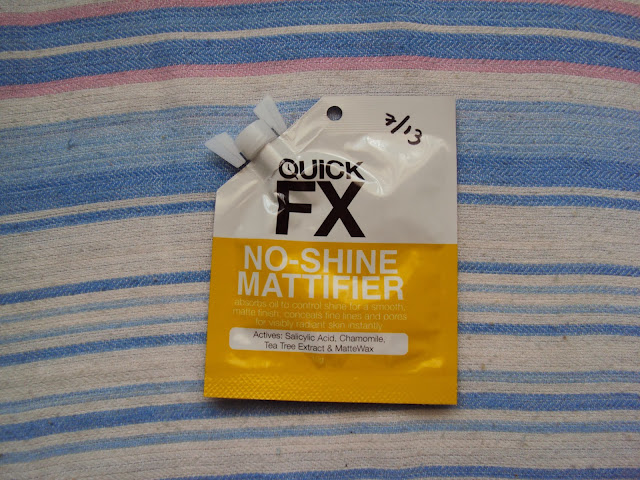 7/13
QUICK
FX
NO-SHINE
MATTIFIER
absorbs oil to control shine for a smooth,
matte finish, conceals fine lines and pores
for visibly radiant skin instantly
Actives: Salicylic Acid, Chamomile,
Tea Tree Extract & MatteWax